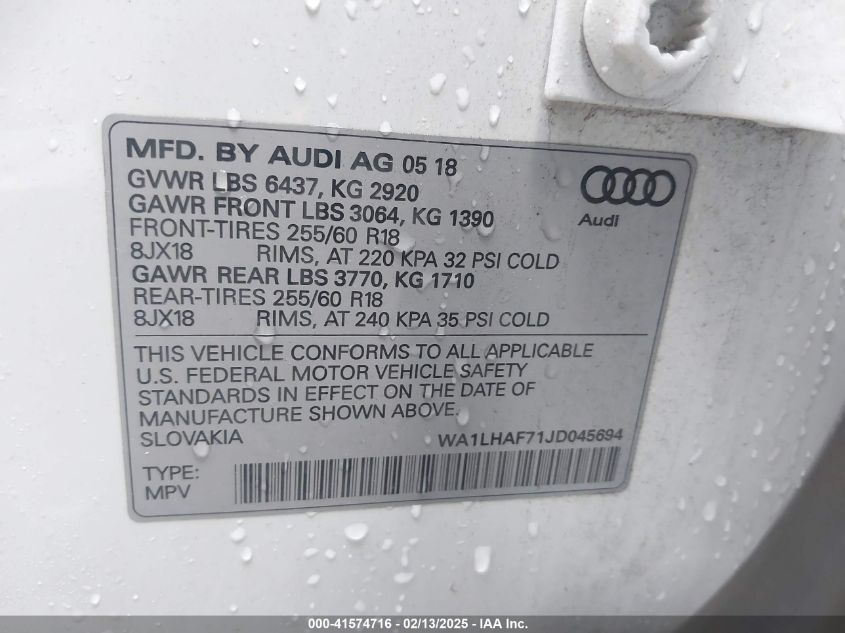 MFD. BY AUDI AG 05 18
GVWR LBS 6437, KG 2920
GAWR FRONT LBS 3064, KG 1390
FRONT-TIRES 255/60 R18
8JX18 RIMS, AT 220 KPA 32 PSI COLD
GAWR REAR LBS 3770, KG 1710
REAR-TIRES 255/60 R18
8JX18 RIMS, AT 240 KPA 35 PSI COLD
Audi
THIS VEHICLE CONFORMS TO ALL APPLICABLE
U.S. FEDERAL MOTOR VEHICLE SAFETY
STANDARDS IN EFFECT ON THE DATE OF
MANUFACTURE SHOWN ABOVE.
SLOVAKIA WA1LHAF71JD045694
TYPE:
MPV
000-41574716 - 02/13/2025 - IAA Inc.